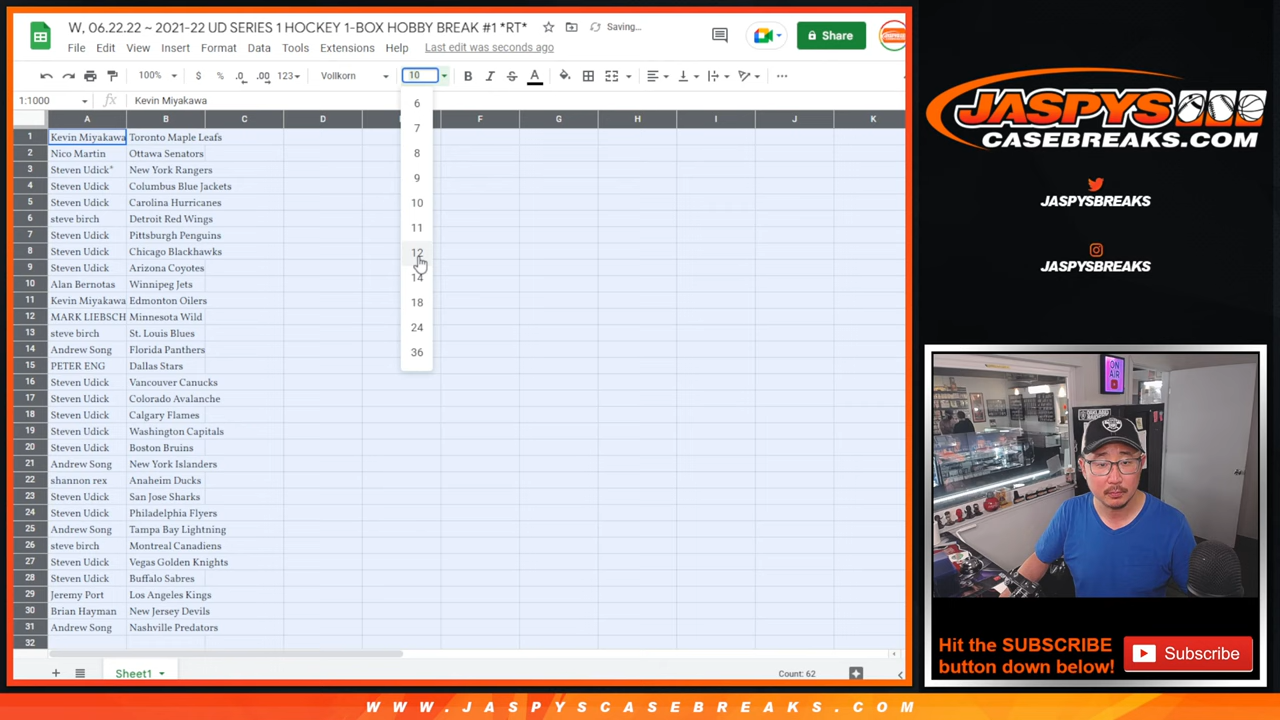 W, 06.22.22 ~ 2021-22 UD SERIES 1 HOCKEY 1-BOX HOBBY BREAK #1 *RT*
Saving...
Share
File Edit View Insert Format Data Tools Extensions Help Last edit was seconds ago
100% $ % .0 .00 123 Vollkorn 10 B I S A
1:1000 fx Kevin Miyakawa
A B C D F G H I J K
1 Kevin Miyakawa Toronto Maple Leafs
2 Nico Martin Ottawa Senators
3 Steven Udick* New York Rangers
4 Steven Udick Columbus Blue Jackets
5 Steven Udick Carolina Hurricanes
6 steve birch Detroit Red Wings
7 Steven Udick Pittsburgh Penguins
8 Steven Udick Chicago Blackhawks
9 Steven Udick Arizona Coyotes
10 Alan Bernotas Winnipeg Jets
11 Kevin Miyakawa Edmonton Oilers
12 MARK LIEBSCH Minnesota Wild
13 steve birch St. Louis Blues
14 Andrew Song Florida Panthers
15 PETER ENG Dallas Stars
16 Steven Udick Vancouver Canucks
17 Steven Udick Colorado Avalanche
18 Steven Udick Calgary Flames
19 Steven Udick Washington Capitals
20 Steven Udick Boston Bruins
21 Andrew Song New York Islanders
22 shannon rex Anaheim Ducks
23 Steven Udick San Jose Sharks
24 Steven Udick Philadelphia Flyers
25 Andrew Song Tampa Bay Lightning
26 steve birch Montreal Canadiens
27 Steven Udick Vegas Golden Knights
28 Steven Udick Buffalo Sabres
29 Jeremy Port Los Angeles Kings
30 Brian Hayman New Jersey Devils
31 Andrew Song Nashville Predators
32
6
7
8
9
10
11
12
14
18
24
36
Sheet1
Count: 62
JASPYS
CASEBREAKS.COM
JASPYSBREAKS
JASPYSBREAKS
ON
AIR
Hit the SUBSCRIBE
button down below!
Subscribe
WWW.JASPYSCASEBREAKS.COM